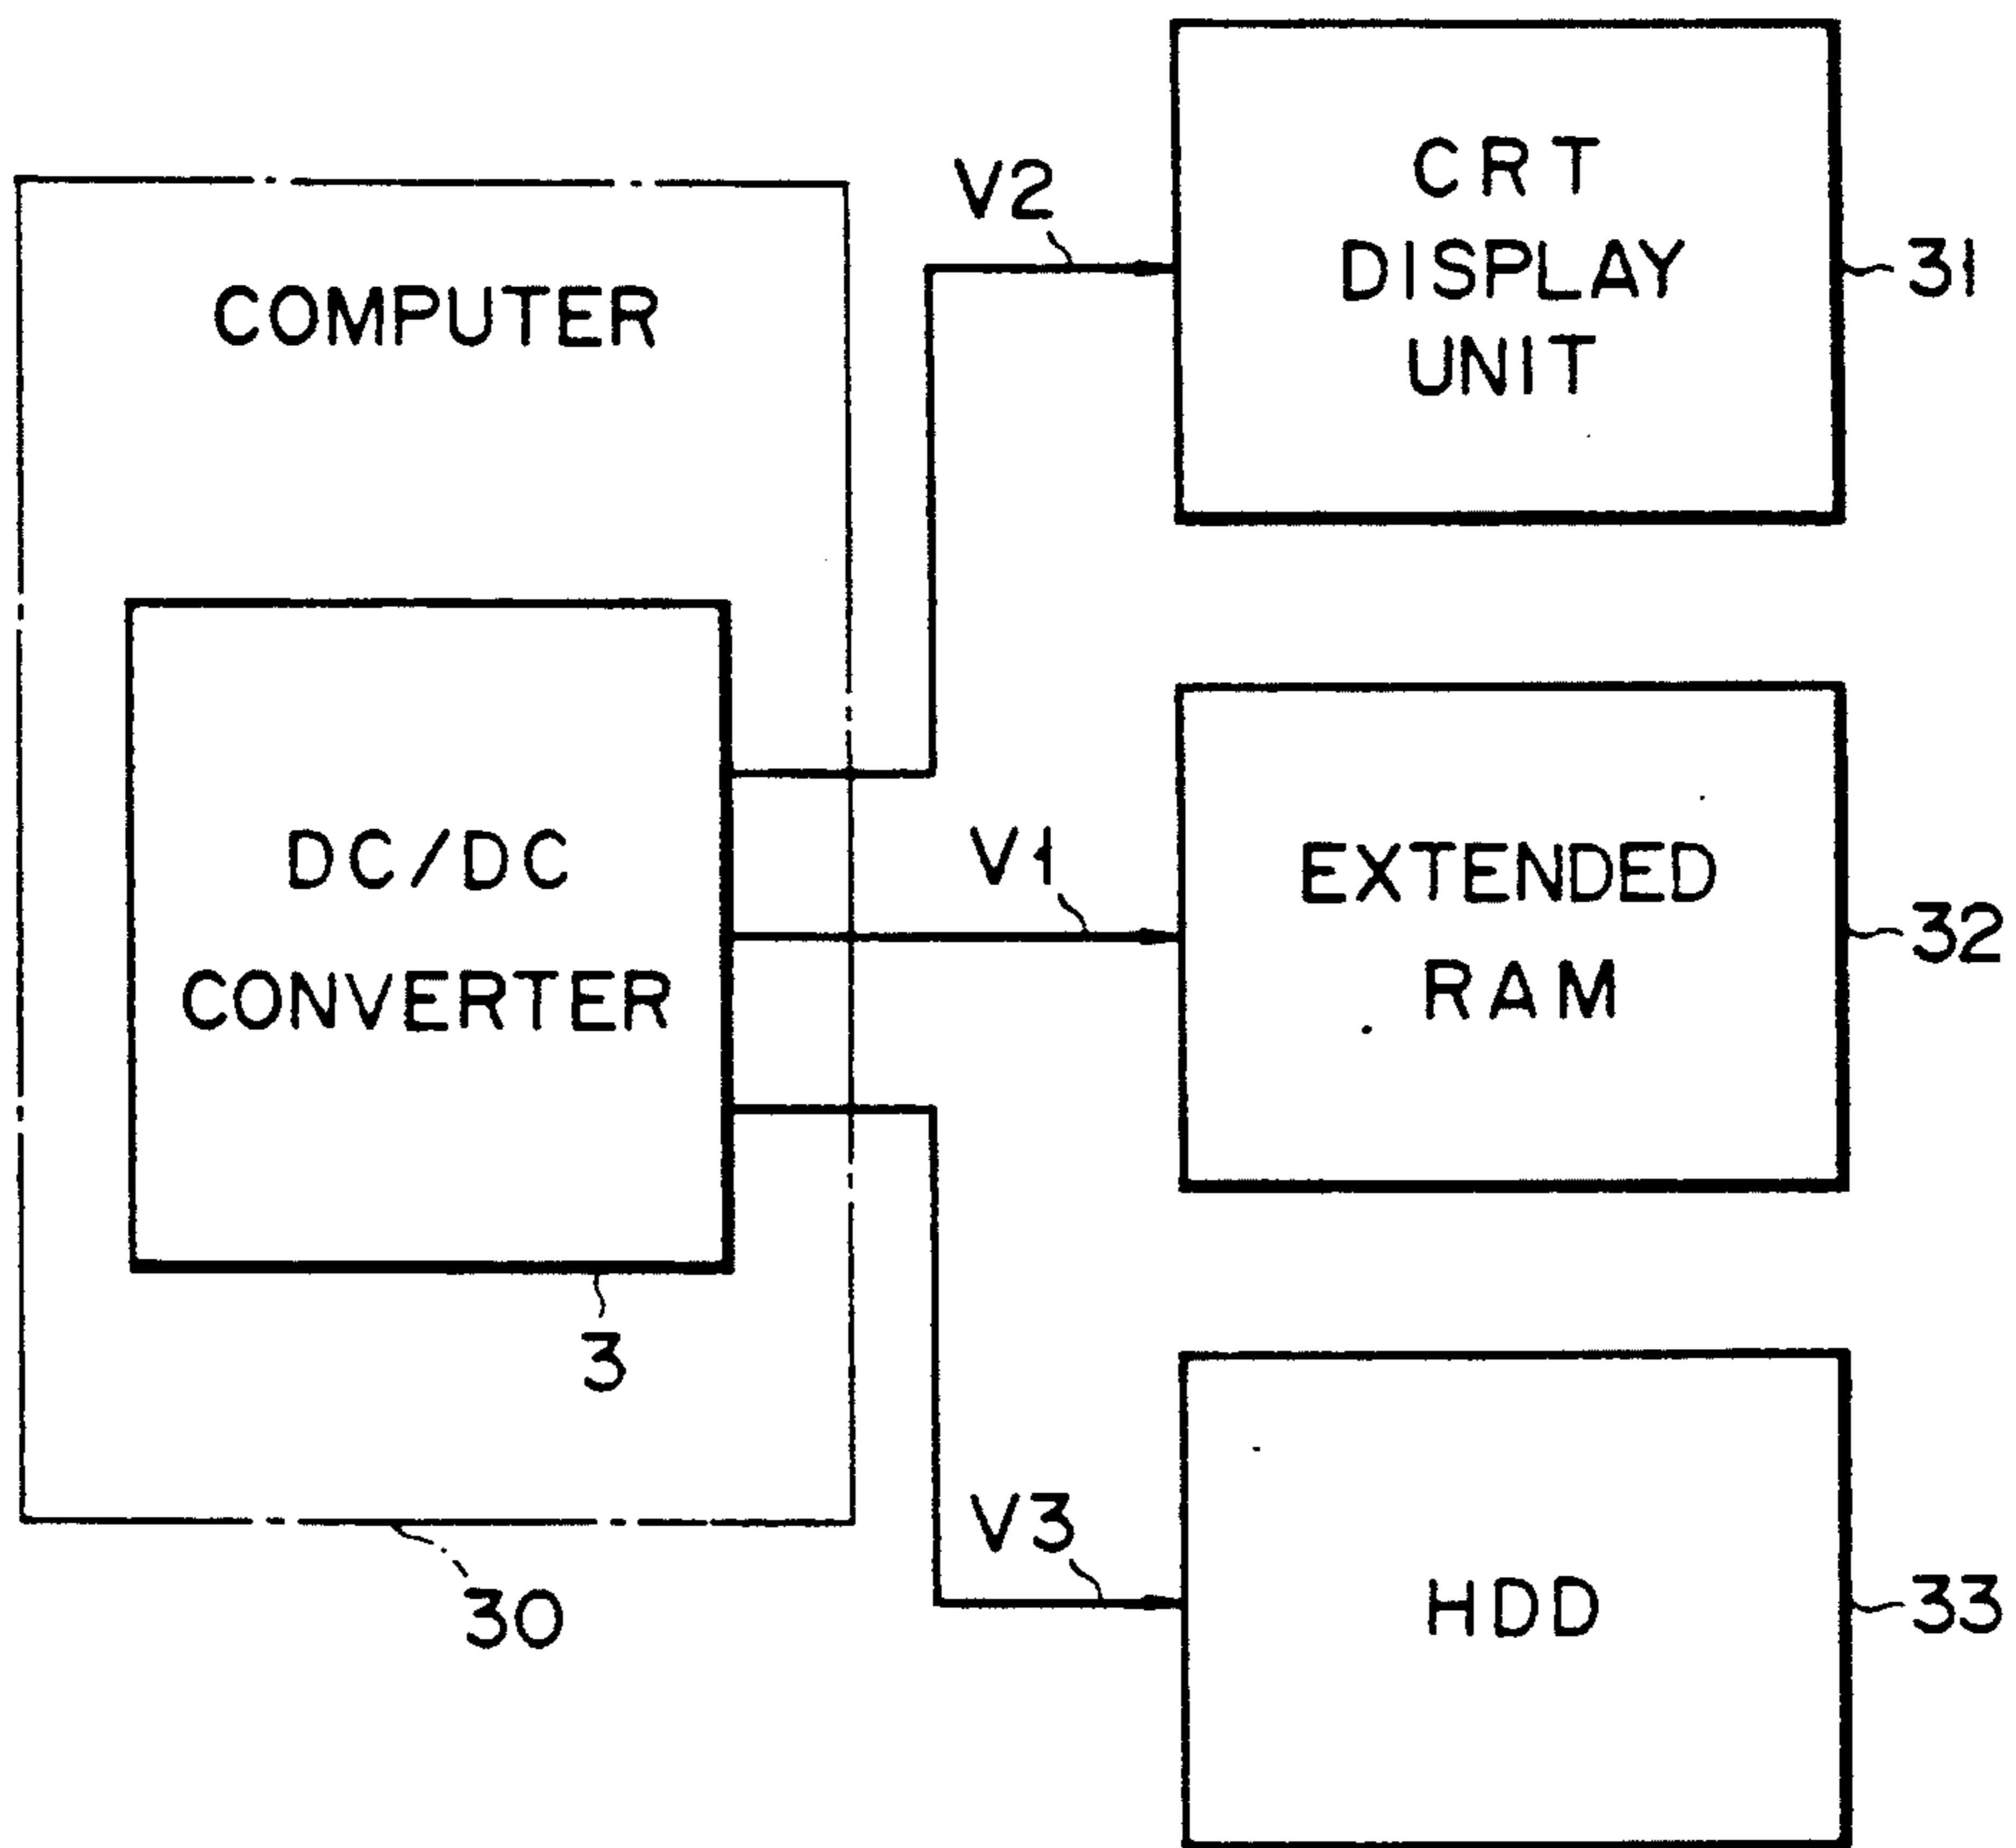 COMPUTER
DC/DC
CONVERTER
3
30
V2
CRT
DISPLAY
UNIT
31
V1
EXTENDED
RAM
32
V3
HDD
33